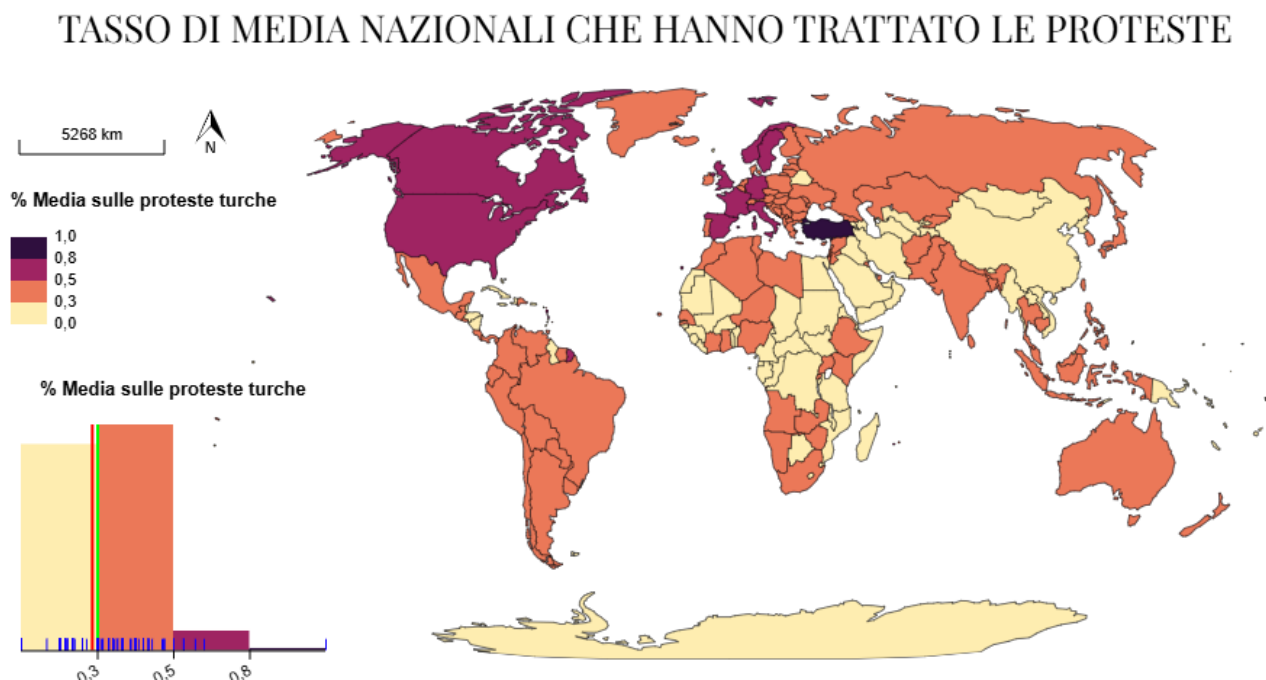 TASSO DI MEDIA NAZIONALI CHE HANNO TRATTATO LE PROTESTE
5268 km
N
% Media sulle proteste turche
1,0
0,8
0,5
0,3
0,0
% Media sulle proteste turche
0,3
0,5
0,8